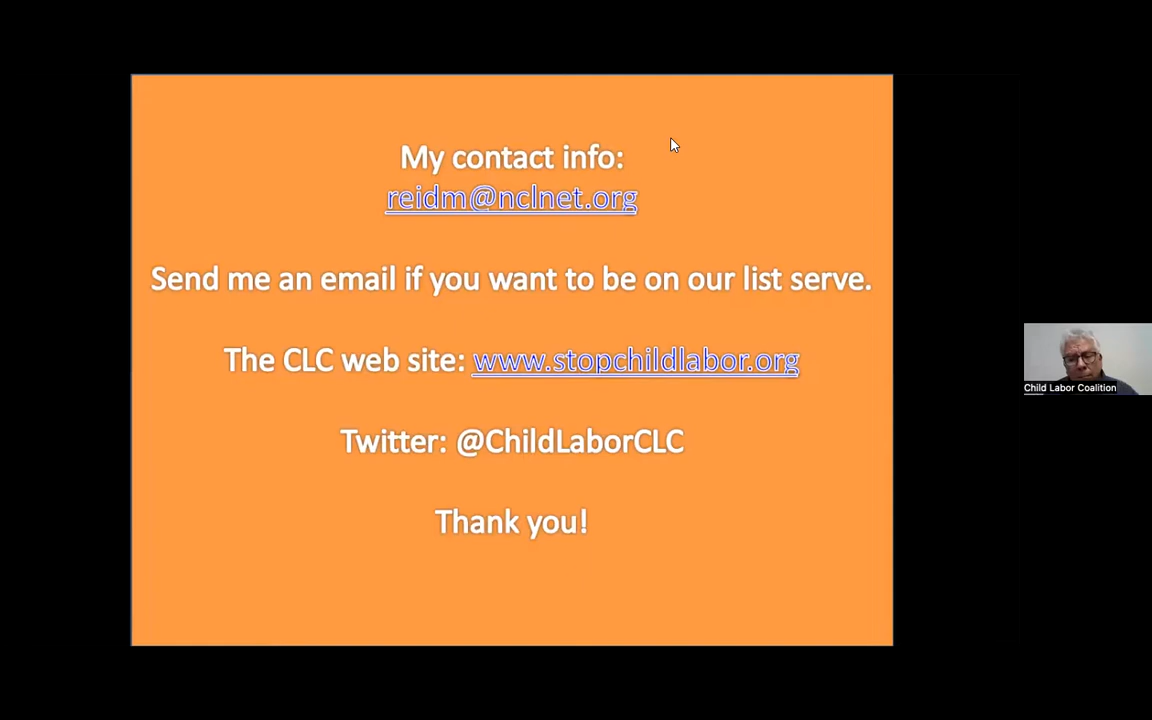 My contact info:
reidm@nclnet.org
Send me an email if you want to be on our list serve.
The CLC web site: www.stopchildlabor.org
Twitter: @ChildLaborCLC
Thank you!
Child Labor Coalition